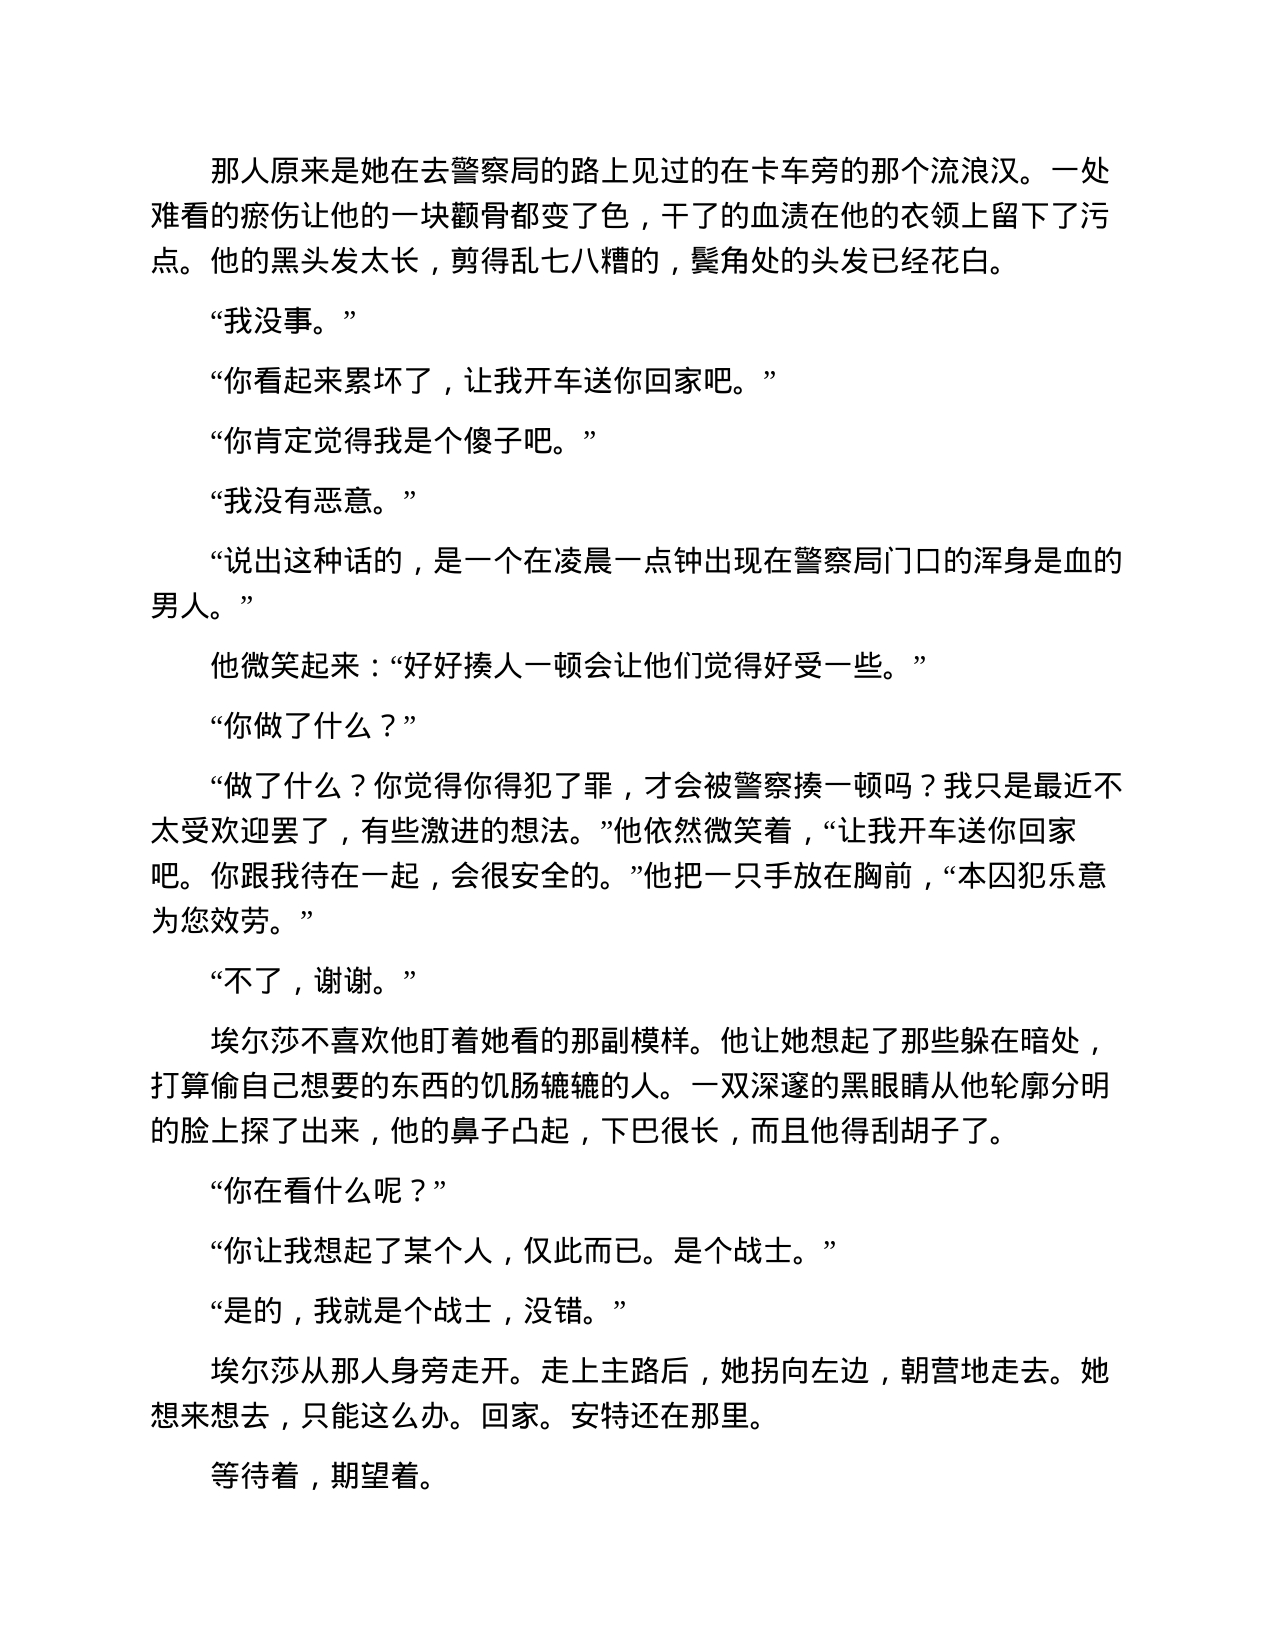 那人原来是她在去警察局的路上见过的在卡车旁的那个流浪汉。一处
难看的瘀伤让他的一块颧骨都变了色，干了的血渍在他的衣领上留下了污
点。他的黑头发太长，剪得乱七八糟的，鬓角处的头发已经花白。
“我没事。”
“你看起来累坏了，让我开车送你回家吧。”
“你肯定觉得我是个傻子吧。”
“我没有恶意。”
“说出这种话的，是一个在凌晨一点钟出现在警察局门口的浑身是血的
男人。”
他微笑起来：“好好揍人一顿会让他们觉得好受一些。”
“你做了什么？”
“做了什么？你觉得你得犯了罪，才会被警察揍一顿吗？我只是最近不
太受欢迎罢了，有些激进的想法。”他依然微笑着，“让我开车送你回家
吧。你跟我待在一起，会很安全的。”他把一只手放在胸前，“本囚犯乐意
为您效劳。”
“不了，谢谢。”
埃尔莎不喜欢他盯着她看的那副模样。他让她想起了那些躲在暗处，
打算偷自己想要的东西的饥肠辘辘的人。一双深邃的黑眼睛从他轮廓分明
的脸上探了出来，他的鼻子凸起，下巴很长，而且他得刮胡子了。
“你在看什么呢？”
“你让我想起了某个人，仅此而已。是个战士。”
“是的，我就是个战士，没错。”
埃尔莎从那人身旁走开。走上主路后，她拐向左边，朝营地走去。她
想来想去，只能这么办。回家。安特还在那里。
等待着，期望着。